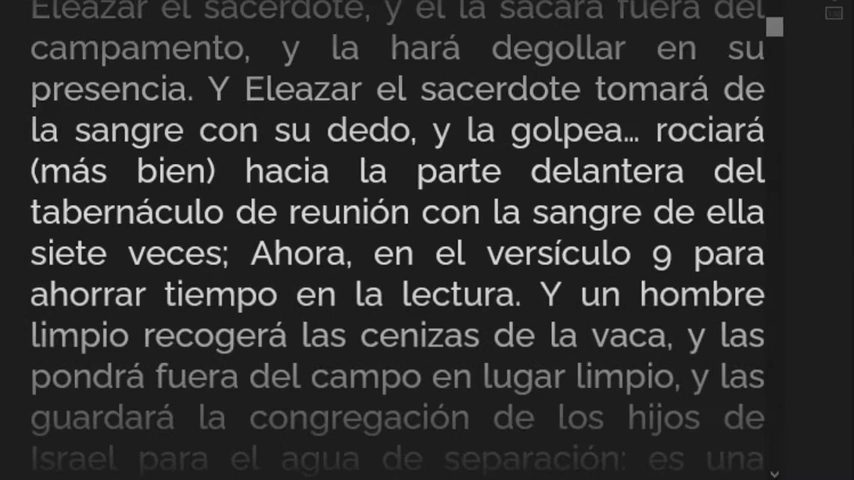 Eleazar el sacerdote, y él la sacará fuera del
campamento, y la hará degollar en su
presencia. Y Eleazar el sacerdote tomará de
la sangre con su dedo, y la golpea… rociará
(más bien) hacia la parte delantera del
tabernáculo de reunión con la sangre de ella
siete veces; Ahora, en el versículo 9 para
ahorrar tiempo en la lectura. Y un hombre
limpio recogerá las cenizas de la vaca, y las
pondrá fuera del campo en lugar limpio, y las
guardará la congregación de los hijos de
Israel para el agua de separación: es una